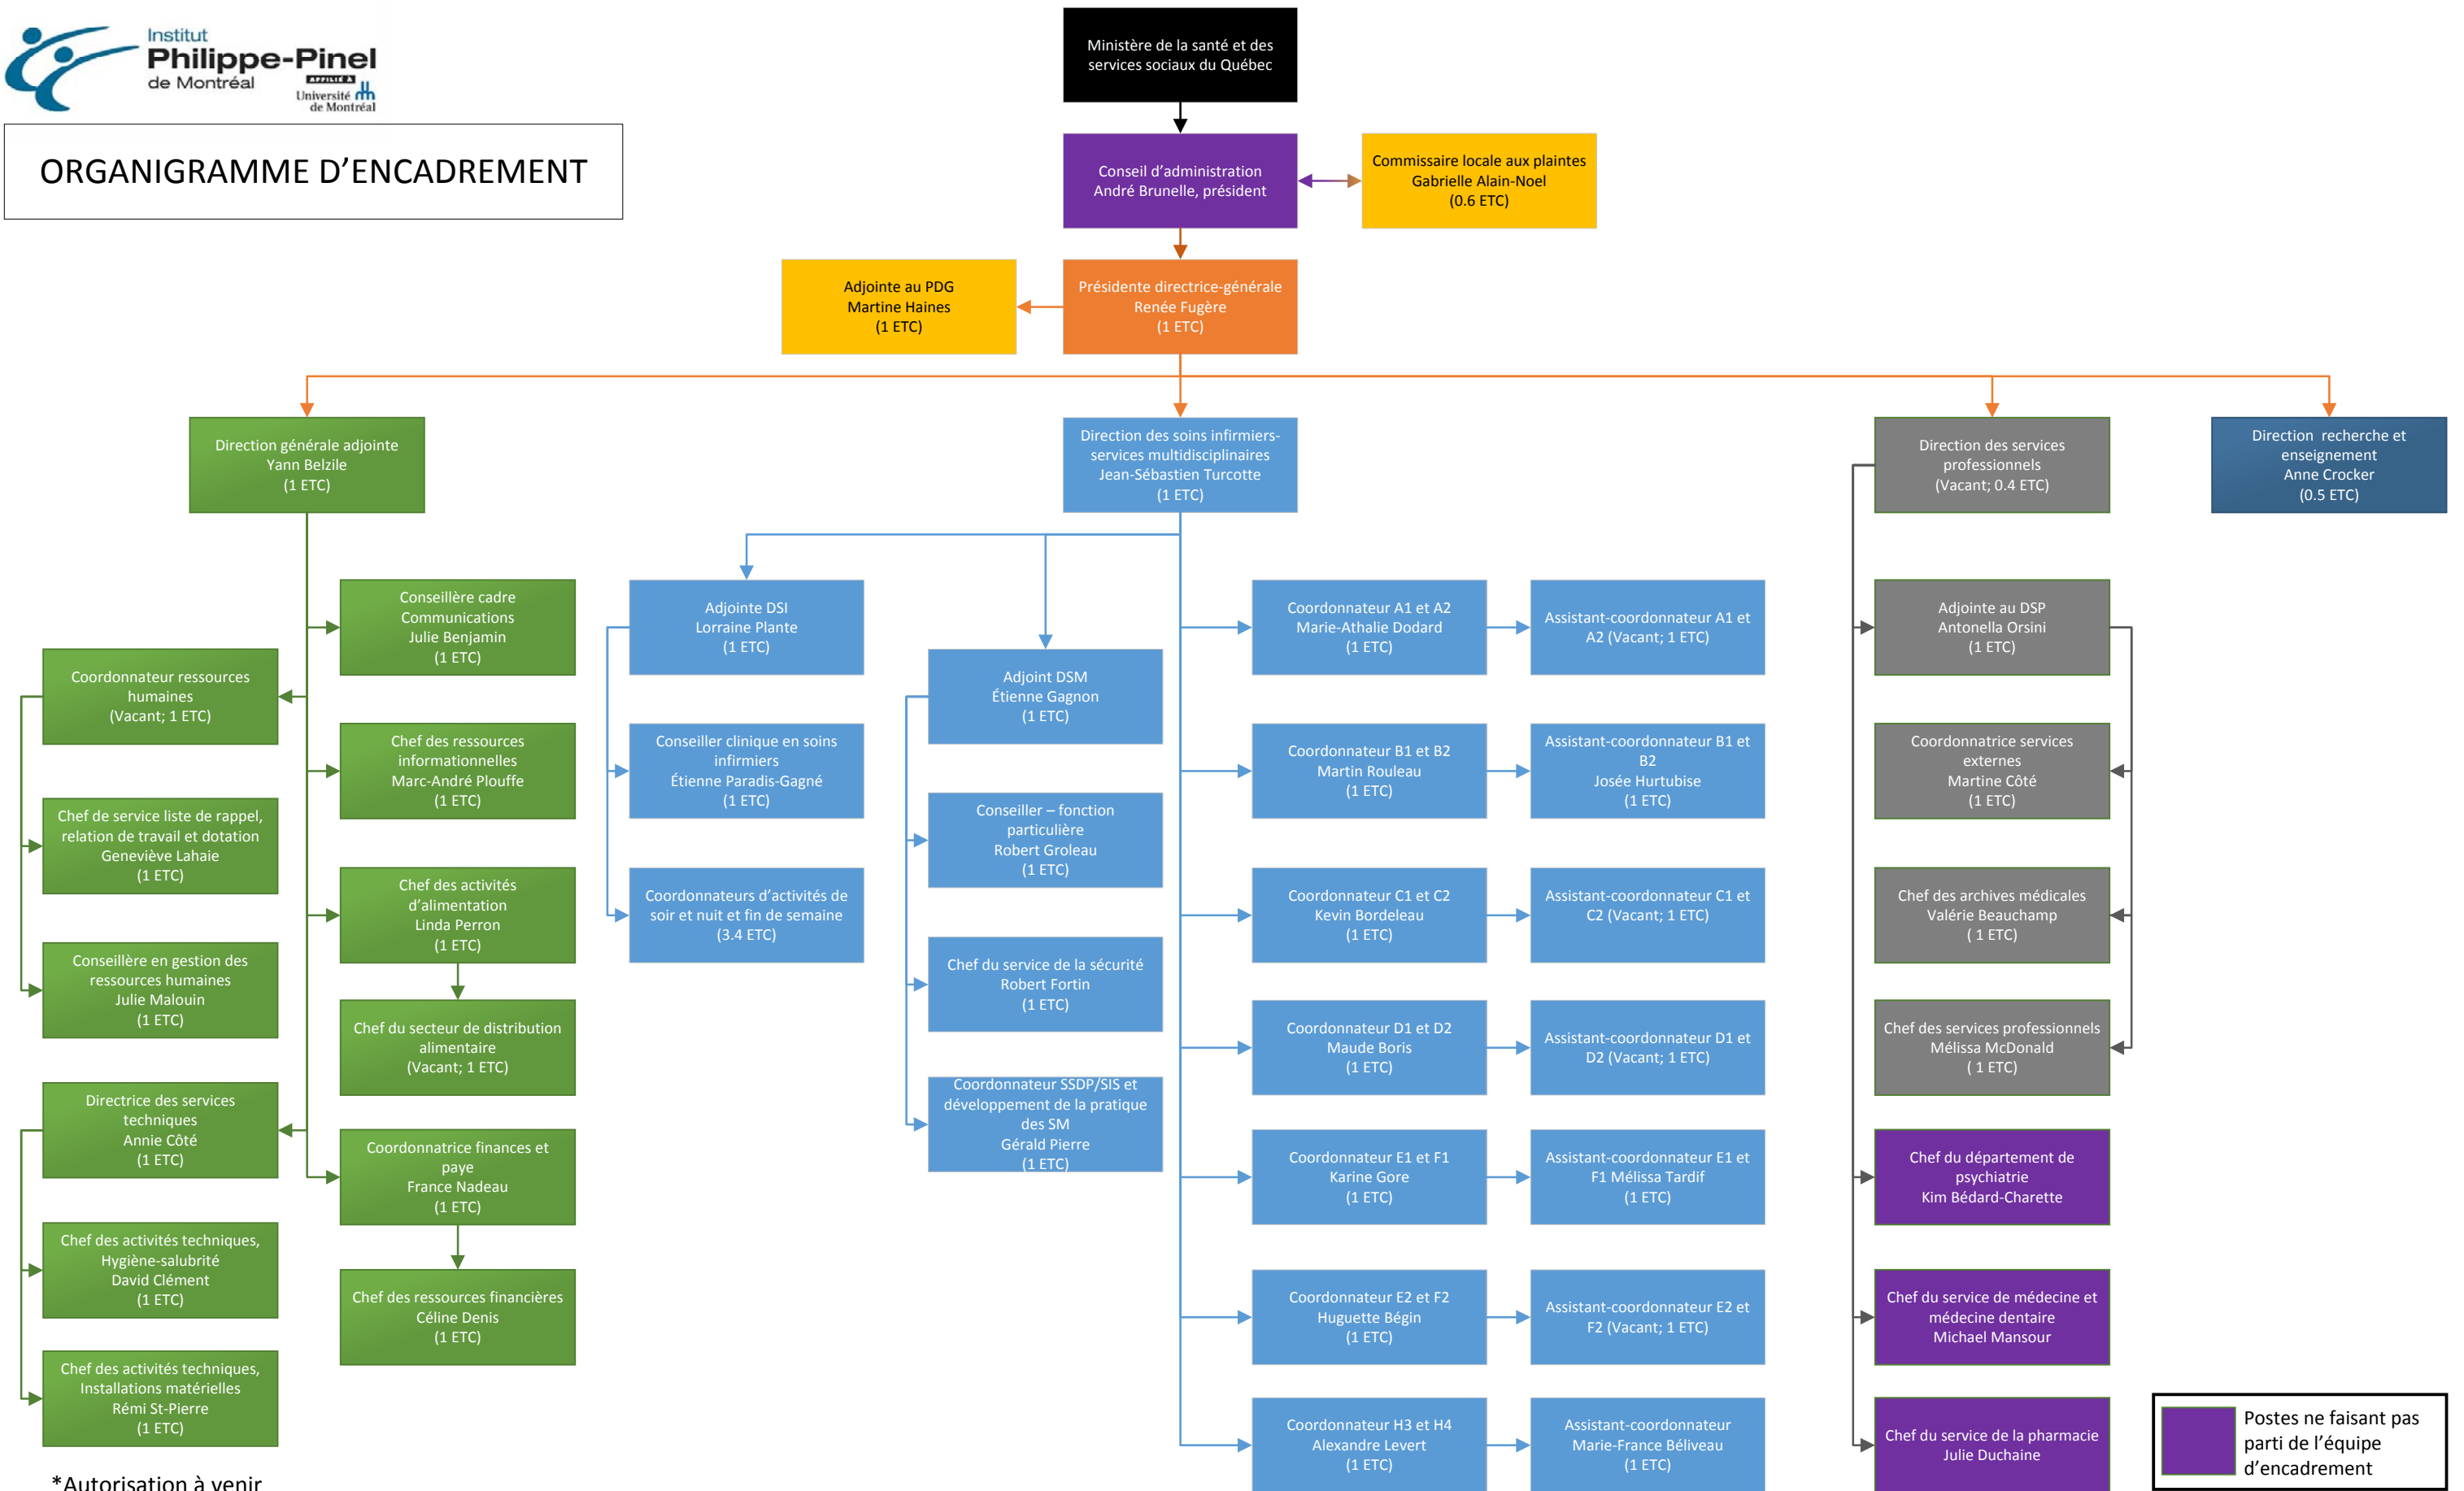 Institut
Philippe-Pinel
de Montréal
AFFILIÉ À
Université
de Montréal
ORGANIGRAMME D’ENCADREMENT
Ministère de la santé et des
services sociaux du Québec
Conseil d’administration
André Brunelle, président
Commissaire locale aux plaintes
Gabrielle Alain-Noel
(0.6 ETC)
Adjointe au PDG
Martine Haines
(1 ETC)
Présidente directrice-générale
Renée Fugère
(1 ETC)
Direction générale adjointe
Yann Belzile
(1 ETC)
Direction des soins infirmiers-
services multidisciplinaires
Jean-Sébastien Turcotte
(1 ETC)
Direction des services
professionnels
(Vacant; 0.4 ETC)
Direction  recherche et
enseignement
Anne Crocker
(0.5 ETC)
Conseillère cadre
Communications
Julie Benjamin
(1 ETC)
Coordonnateur ressources
humaines
(Vacant; 1 ETC)
Chef des ressources
informationnelles
Marc-André Plouffe
(1 ETC)
Chef de service liste de rappel,
relation de travail et dotation
Geneviève Lahaie
(1 ETC)
Chef des activités
d’alimentation
Linda Perron
(1 ETC)
Conseillère en gestion des
ressources humaines
Julie Malouin
(1 ETC)
Chef du secteur de distribution
alimentaire
(Vacant; 1 ETC)
Directrice des services
techniques
Annie Côté
(1 ETC)
Coordonnatrice finances et
paye
France Nadeau
(1 ETC)
Chef des activités techniques,
Hygiène-salubrité
David Clément
(1 ETC)
Chef des ressources financières
Céline Denis
(1 ETC)
Chef des activités techniques,
Installations matérielles
Rémi St-Pierre
(1 ETC)
*Autorisation à venir
Adjointe DSI
Lorraine Plante
(1 ETC)
Conseiller clinique en soins
infirmiers
Étienne Paradis-Gagné
(1 ETC)
Coordonnateurs d’activités de
soir et nuit et fin de semaine
(3.4 ETC)
Adjoint DSM
Étienne Gagnon
(1 ETC)
Conseiller – fonction
particulière
Robert Groleau
(1 ETC)
Chef du service de la sécurité
Robert Fortin
(1 ETC)
Coordonnateur SSDP/SIS et
développement de la pratique
des SM
Gérald Pierre
(1 ETC)
Coordonnateur A1 et A2
Marie-Athalie Dodard
(1 ETC)
Assistant-coordonnateur A1 et
A2 (Vacant; 1 ETC)
Coordonnateur B1 et B2
Martin Rouleau
(1 ETC)
Assistant-coordonnateur B1 et
B2
Josée Hurtubise
(1 ETC)
Coordonnateur C1 et C2
Kevin Bordeleau
(1 ETC)
Assistant-coordonnateur C1 et
C2 (Vacant; 1 ETC)
Coordonnateur D1 et D2
Maude Boris
(1 ETC)
Assistant-coordonnateur D1 et
D2 (Vacant; 1 ETC)
Coordonnateur E1 et F1
Karine Gore
(1 ETC)
Assistant-coordonnateur E1 et
F1 Mélissa Tardif
(1 ETC)
Coordonnateur E2 et F2
Huguette Bégin
(1 ETC)
Assistant-coordonnateur E2 et
F2 (Vacant; 1 ETC)
Coordonnateur H3 et H4
Alexandre Levert
(1 ETC)
Assistant-coordonnateur
Marie-France Béliveau
(1 ETC)
Adjointe au DSP
Antonella Orsini
(1 ETC)
Coordonnatrice services
externes
Martine Côté
(1 ETC)
Chef des archives médicales
Valérie Beauchamp
( 1 ETC)
Chef des services professionnels
Mélissa McDonald
( 1 ETC)
Chef du département de
psychiatrie
Kim Bédard-Charette
Chef du service de médecine et
médecine dentaire
Michael Mansour
Chef du service de la pharmacie
Julie Duchaine
Postes ne faisant pas
parti de l’équipe
d’encadrement